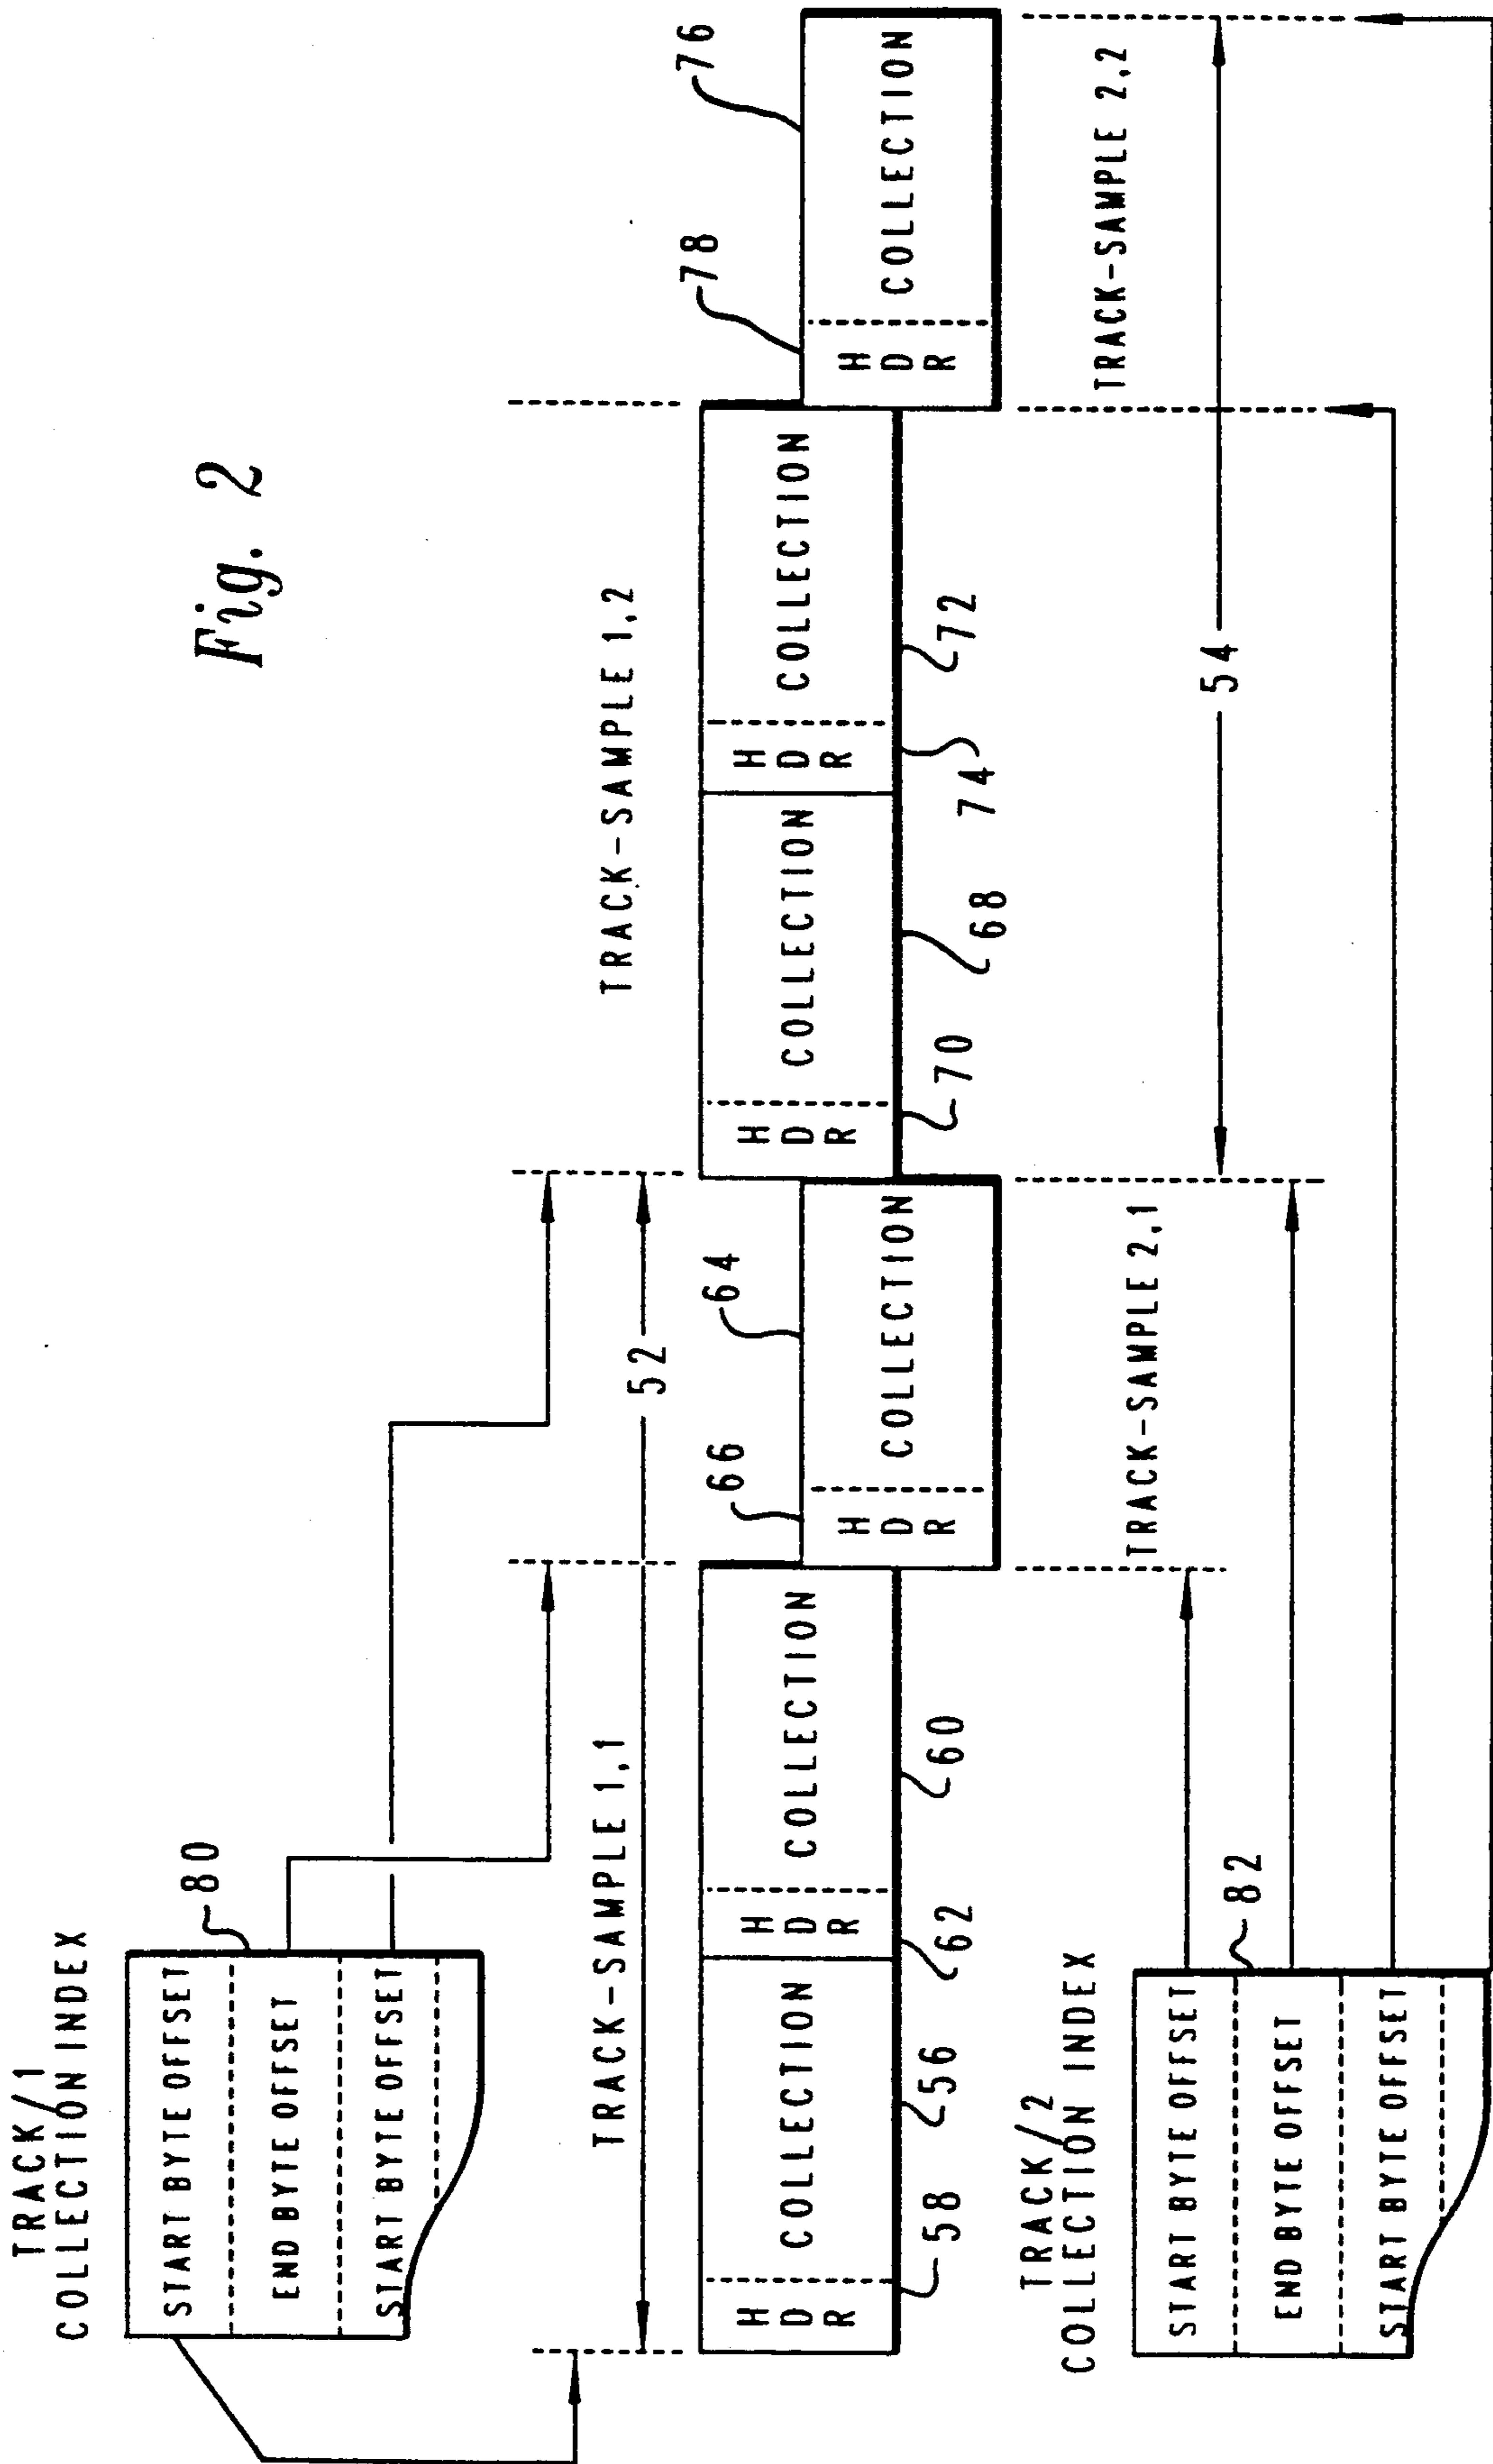 Fig. 2
TRACK/1
COLLECTION INDEX
START BYTE OFFSET
END BYTE OFFSET
START BYTE OFFSET
80
TRACK-SAMPLE 1,1
52
TRACK-SAMPLE 1,2
HDR
COLLECTION
HDR
COLLECTION
HDR
COLLECTION
HDR
COLLECTION
HDR
COLLECTION
HDR
COLLECTION
58
56
62
60
66
64
70
68
74
72
78
76
TRACK-SAMPLE 2,1
54
TRACK-SAMPLE 2,2
TRACK/2
COLLECTION INDEX
START BYTE OFFSET
END BYTE OFFSET
START BYTE OFFSET
82